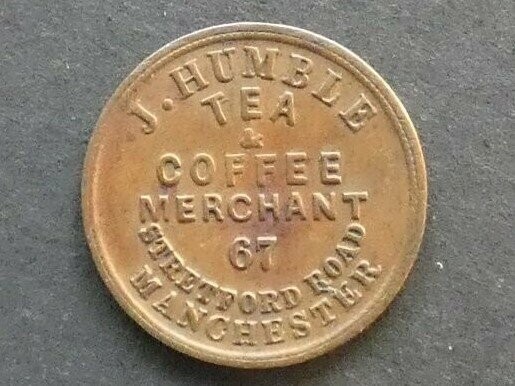 J. HUMBLE
TEA
&
COFFEE
MERCHANT
67
STRETFORD ROAD
MANCHESTER